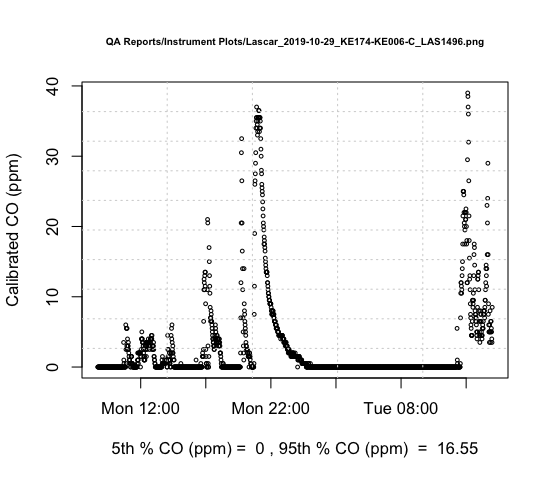 QA Reports/Instrument Plots/Lascar_2019-10-29_KE174-KE006-C_LAS1496.png
Calibrated CO (ppm)
40
30
20
10
0
Mon 12:00 Mon 22:00 Tue 08:00
5th % CO (ppm) = 0 , 95th % CO (ppm) = 16.55